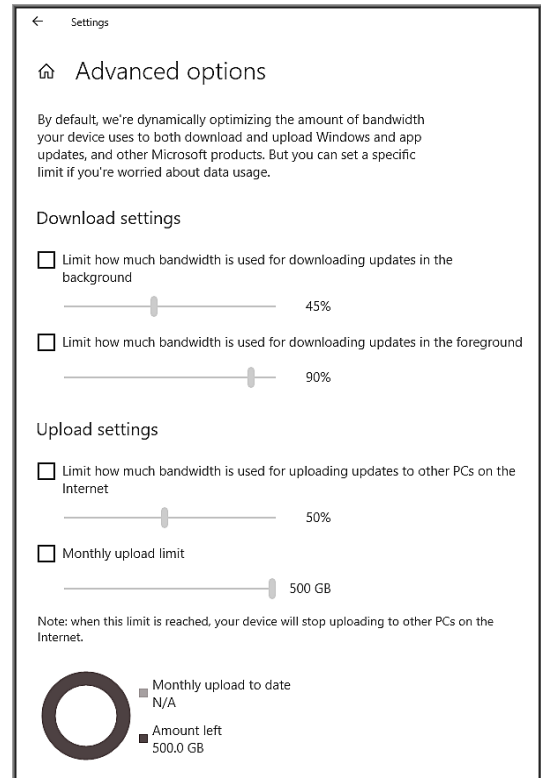 Settings
Advanced options
By default, we're dynamically optimizing the amount of bandwidth
your device uses to both download and upload Windows and app
updates, and other Microsoft products. But you can set a specific
limit if you're worried about data usage.
Download settings
Limit how much bandwidth is used for downloading updates in the
background
45%
Limit how much bandwidth is used for downloading updates in the foreground
90%
Upload settings
Limit how much bandwidth is used for uploading updates to other PCs on the
Internet
50%
Monthly upload limit
500 GB
Note: when this limit is reached, your device will stop uploading to other PCs on the
Internet.
Monthly upload to date
N/A
Amount left
500.0 GB